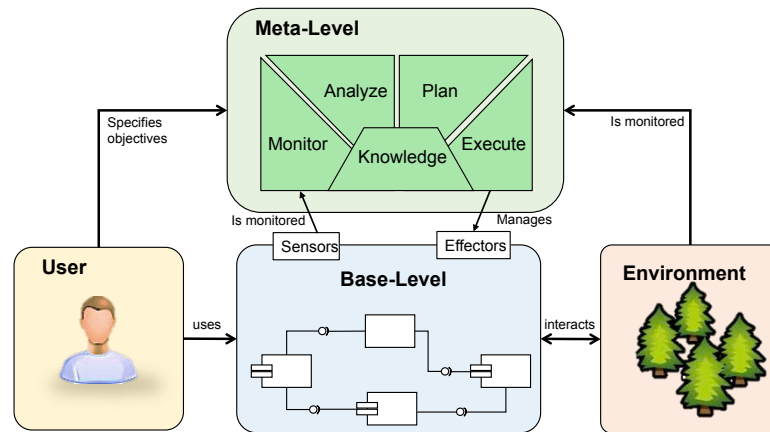 Meta-Level
Analyze
Plan
Monitor
Knowledge
Execute
Specifies
objectives
Is monitored
Is monitored
Manages
Sensors
Effectors
User
Base-Level
Environment
uses
interacts